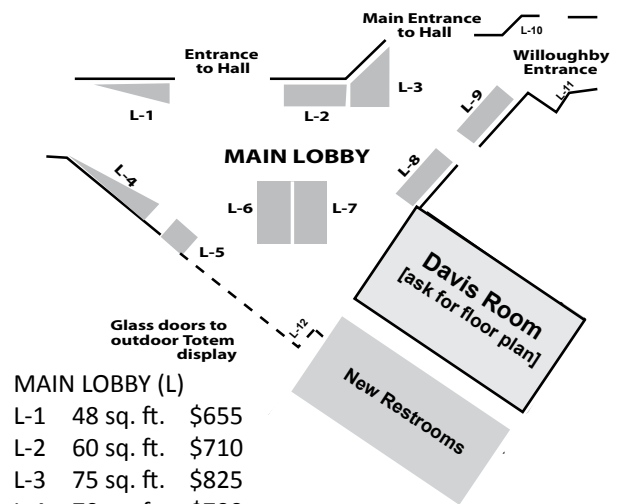 Main Entrance
to Hall
L-10
Entrance
to Hall
Willoughby
Entrance
L-1
L-2
L-3
L-9
L-11
MAIN LOBBY
L-8
L-4
L-6
L-7
L-5
Davis Room
[ask for floor plan]
Glass doors to
outdoor Totem
display
L-12
New Restrooms
MAIN LOBBY (L)
L-1 48 sq. ft. $655
L-2 60 sq. ft. $710
L-3 75 sq. ft. $825